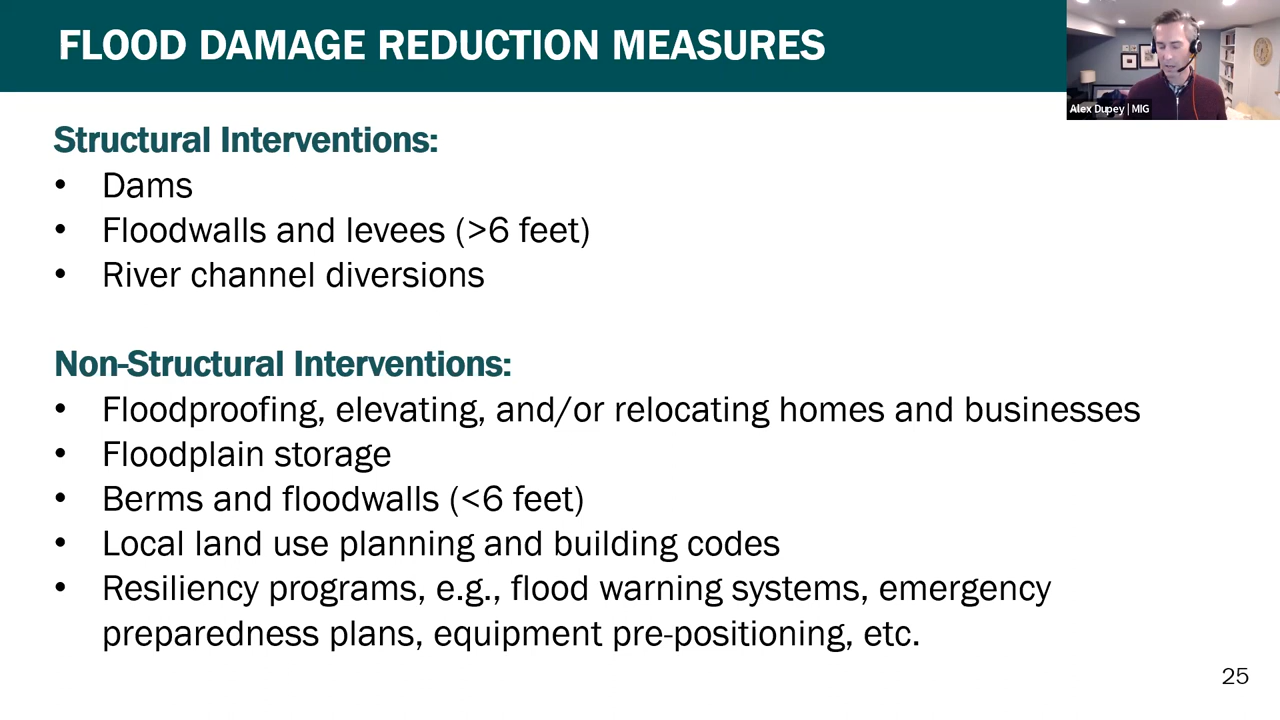 FLOOD DAMAGE REDUCTION MEASURES
Alex Dupey | MIG
Structural Interventions:
• Dams
• Floodwalls and levees (>6 feet)
• River channel diversions
Non-Structural Interventions:
• Floodproofing, elevating, and/or relocating homes and businesses
• Floodplain storage
• Berms and floodwalls (<6 feet)
• Local land use planning and building codes
• Resiliency programs, e.g., flood warning systems, emergency
preparedness plans, equipment pre-positioning, etc.
25